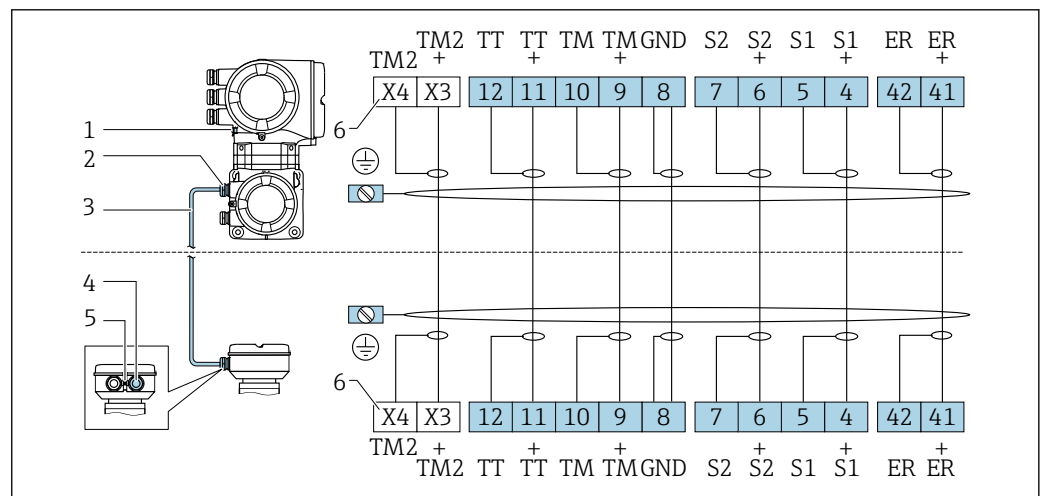 TM2 TT TT TM TM GND S2 S2 S1 S1 ER ER
TM2 + + + + + +
X4 X3 12 11 10 9 8 7 6 5 4 42 41
6
1
2
3
4
5
6
X4 X3 12 11 10 9 8 7 6 5 4 42 41
TM2 + + + + + +
TM2 TT TT TM TM GND S2 S2 S1 S1 ER ER